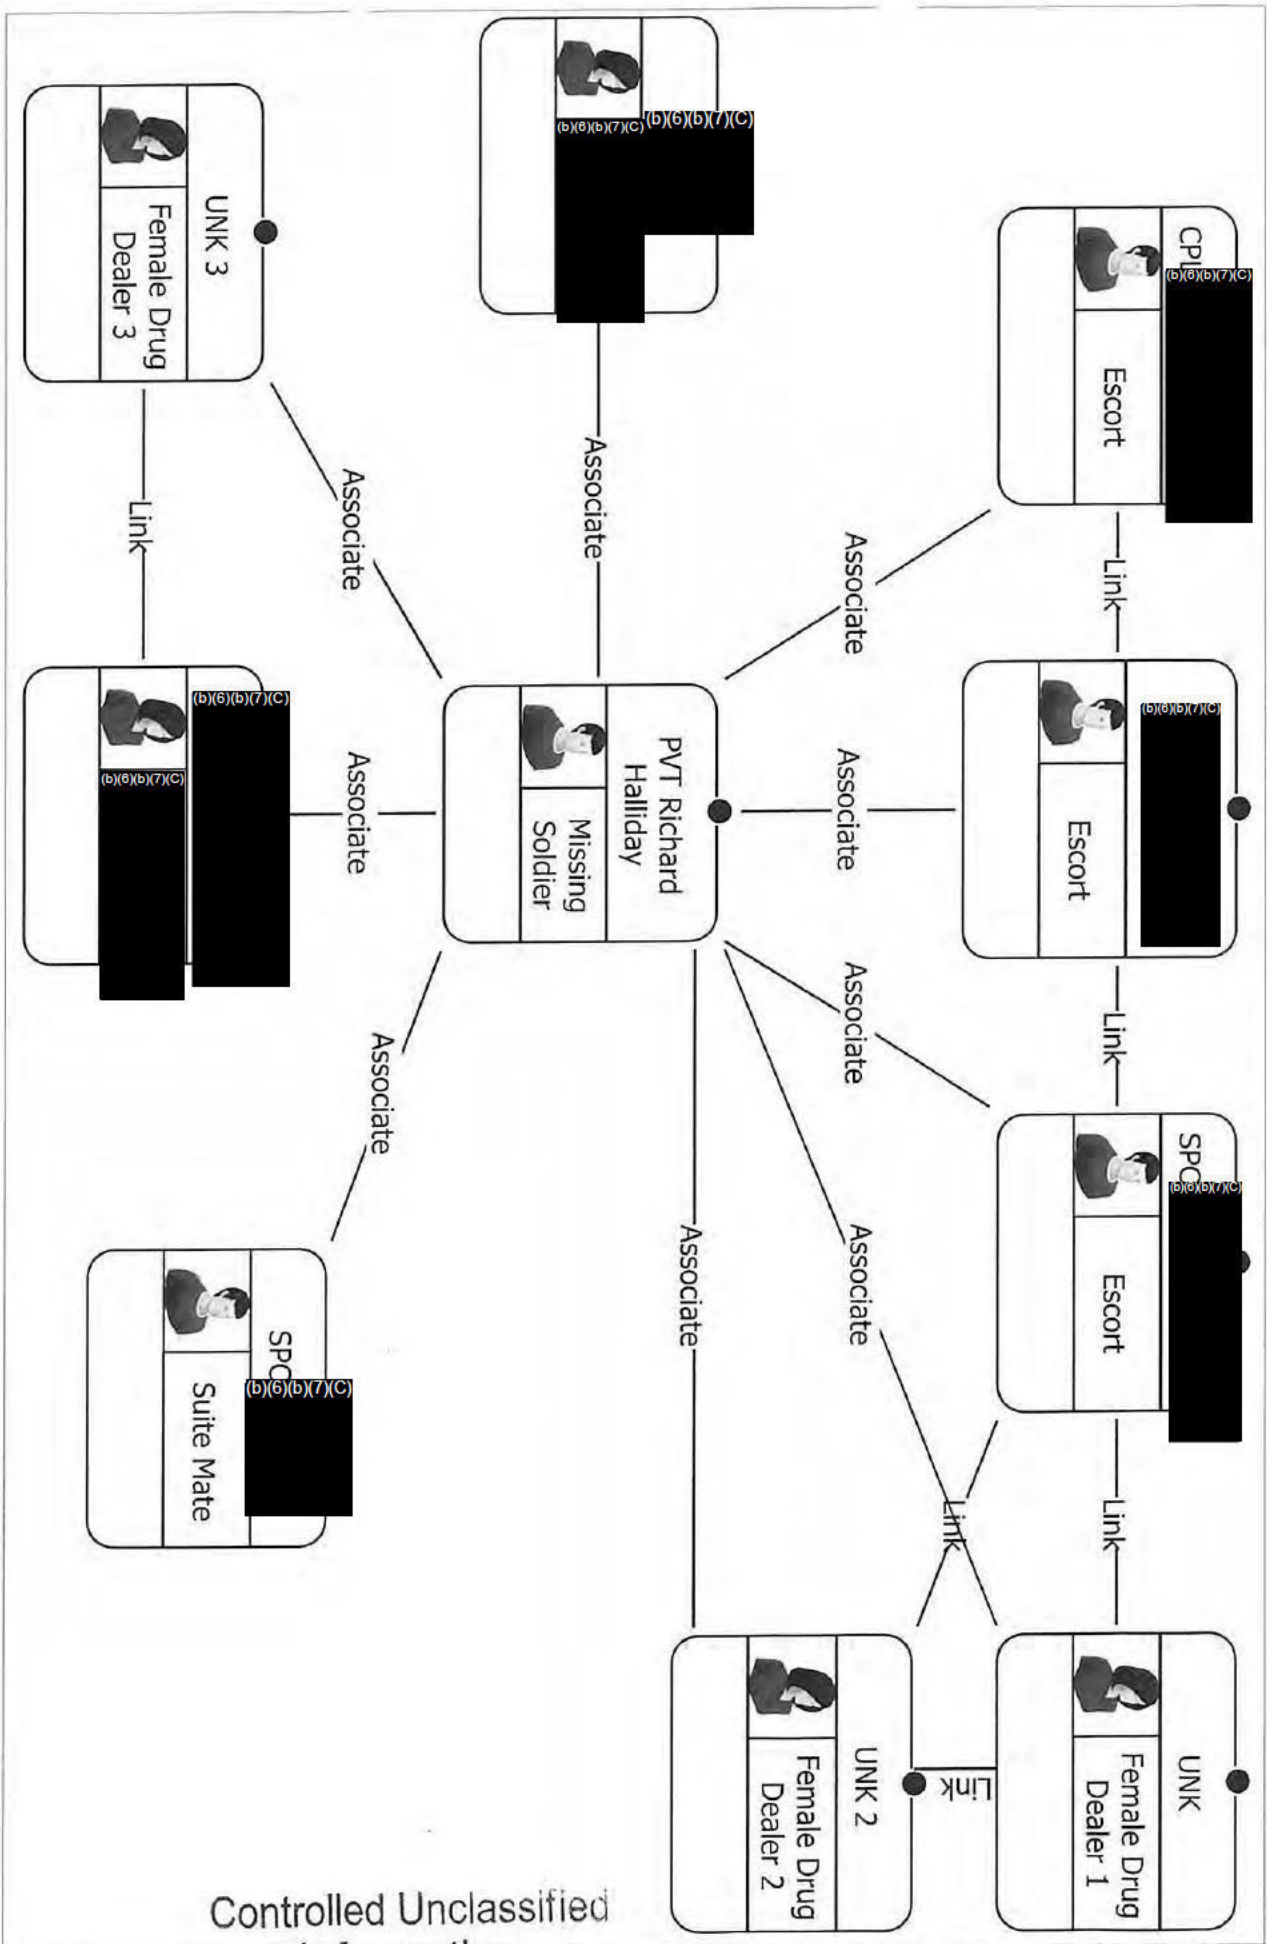 CPL
(b)(6)(b)(7)(C)
Escort
Link
(b)(6)(b)(7)(C)
Escort
Link
SPC
(b)(6)(b)(7)(C)
Escort
Link
UNK
Female Drug
Dealer 1
Link
Link
Associate
Associate
Associate
Associate
Associate
UNK 2
Female Drug
Dealer 2
(b)(6)(b)(7)(C)
(b)(6)(b)(7)(C)
Associate
PVT Richard
Halliday
Missing
Soldier
Associate
Associate
Associate
UNK 3
Female Drug
Dealer 3
Link
(b)(6)(b)(7)(C)
(b)(6)(b)(7)(C)
SPC
(b)(6)(b)(7)(C)
Suite Mate
Controlled Unclassified